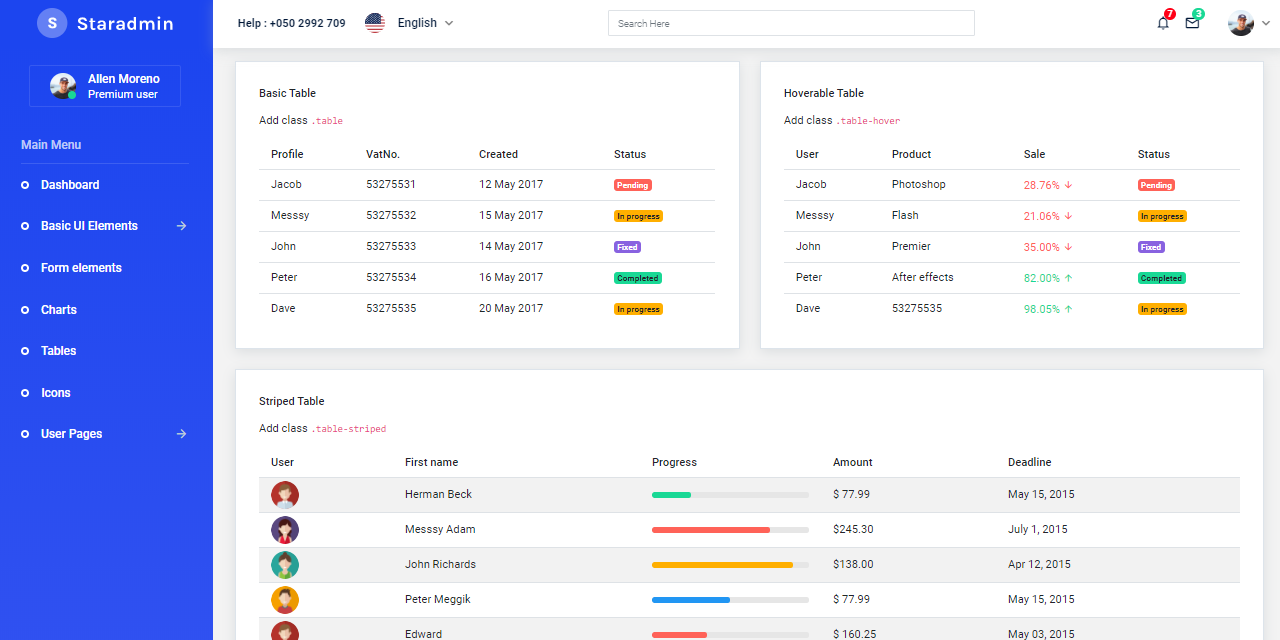 S Staradmin
Help : +050 2992 709 English Search Here 7 3
Allen Moreno
Premium user
Main Menu
Dashboard
Basic UI Elements
Form elements
Charts
Tables
Icons
User Pages
Basic Table
Add class .table
Profile VatNo. Created Status
Jacob 53275531 12 May 2017 Pending
Messsy 53275532 15 May 2017 In progress
John 53275533 14 May 2017 Fixed
Peter 53275534 16 May 2017 Completed
Dave 53275535 20 May 2017 In progress
Hoverable Table
Add class .table-hover
User Product Sale Status
Jacob Photoshop 28.76% ↓ Pending
Messsy Flash 21.06% ↓ In progress
John Premier 35.00% ↓ Fixed
Peter After effects 82.00% ↑ Completed
Dave 53275535 98.05% ↑ In progress
Striped Table
Add class .table-striped
User First name Progress Amount Deadline
Herman Beck $ 77.99 May 15, 2015
Messsy Adam $245.30 July 1, 2015
John Richards $138.00 Apr 12, 2015
Peter Meggik $ 77.99 May 15, 2015
Edward $ 160.25 May 03, 2015